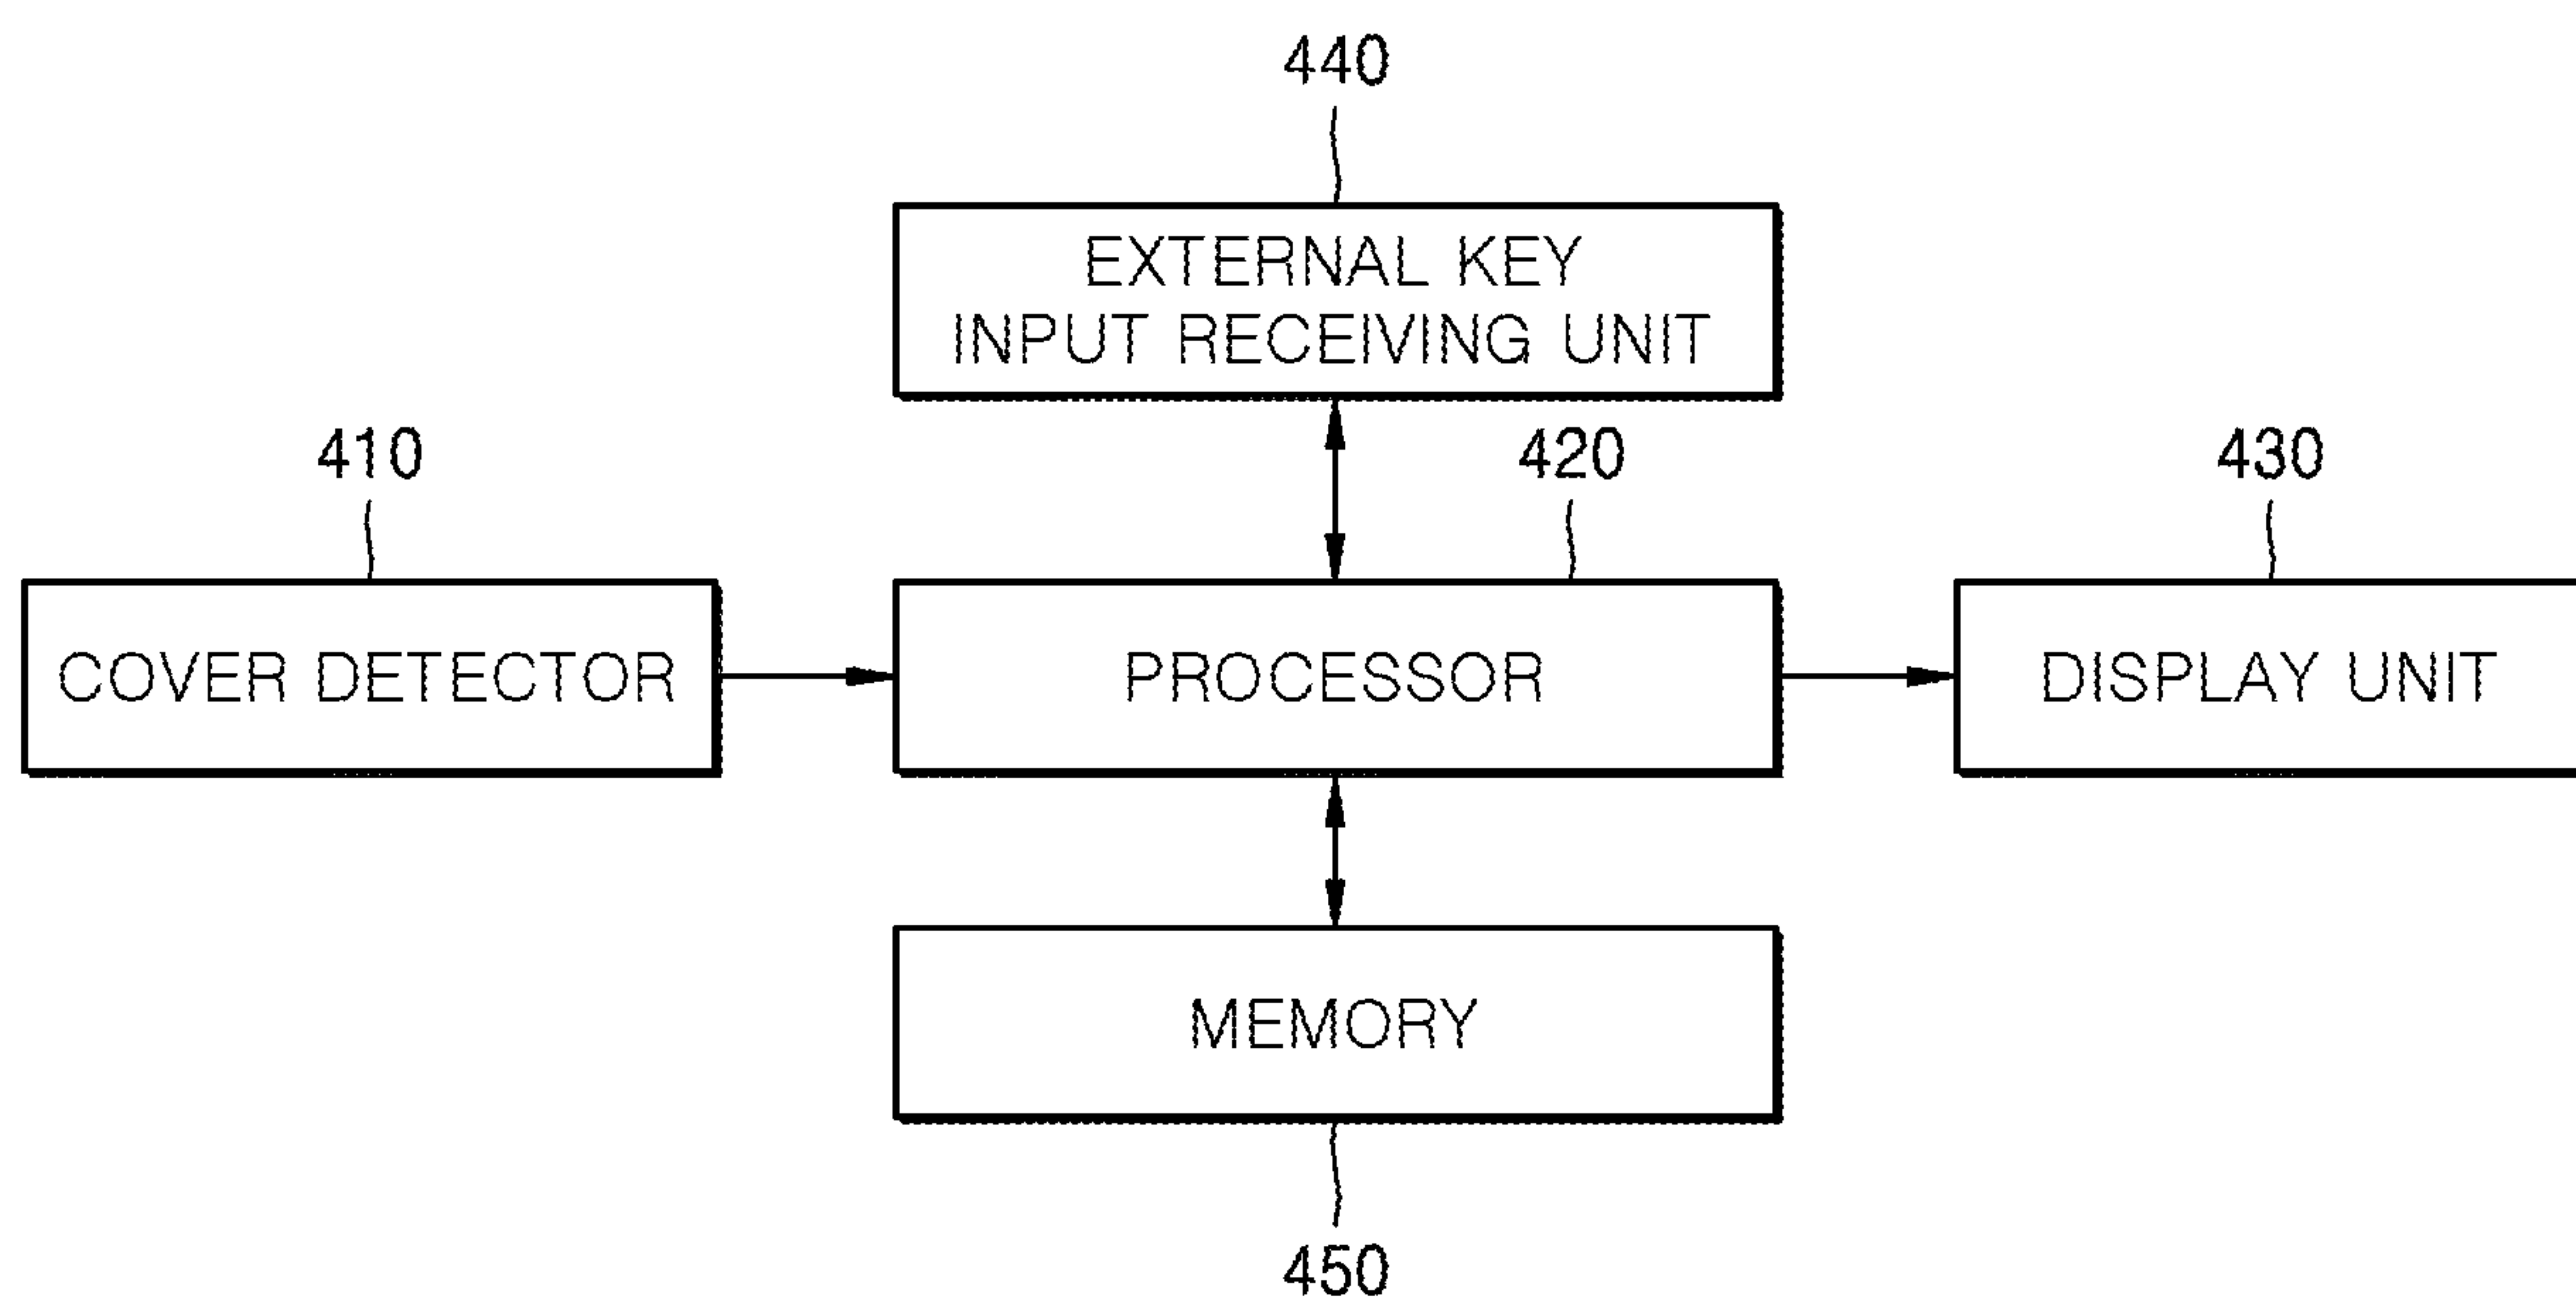 440
EXTERNAL KEY
INPUT RECEIVING UNIT
410
420
430
COVER DETECTOR
PROCESSOR
DISPLAY UNIT
MEMORY
450